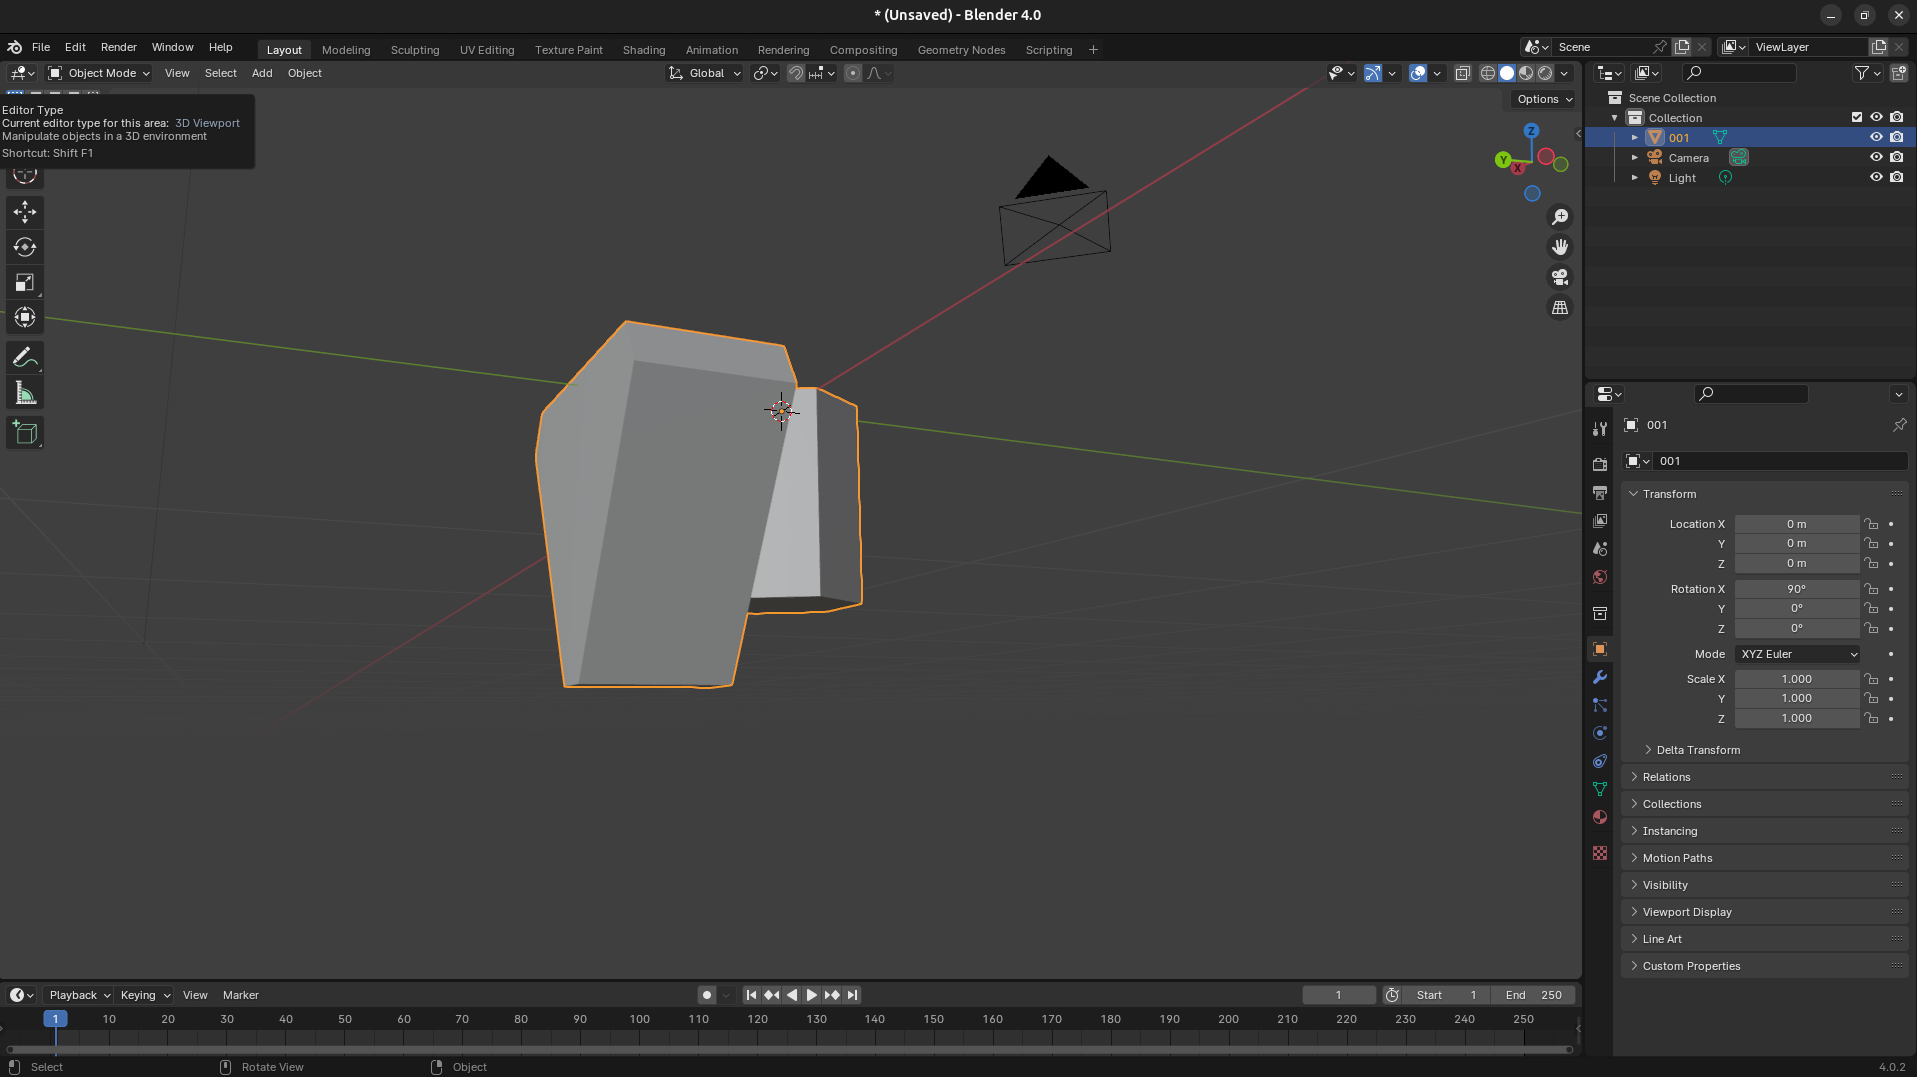 * (Unsaved) - Blender 4.0
File Edit Render Window Help Layout Modeling Sculpting UV Editing Texture Paint Shading Animation Rendering Compositing Geometry Nodes Scripting + Scene ViewLayer
Object Mode View Select Add Object Global
Options
Editor Type
Current editor type for this area: 3D Viewport
Manipulate objects in a 3D environment
Shortcut: Shift F1
Z
Y
X
Scene Collection
Collection
001
Camera
Light
001
001
Transform
Location X 0 m
Y 0 m
Z 0 m
Rotation X 90°
Y 0°
Z 0°
Mode XYZ Euler
Scale X 1.000
Y 1.000
Z 1.000
Delta Transform
Relations
Collections
Instancing
Motion Paths
Visibility
Viewport Display
Line Art
Custom Properties
Playback Keying View Marker 1 Start 1 End 250
1 10 20 30 40 50 60 70 80 90 100 110 120 130 140 150 160 170 180 190 200 210 220 230 240 250
Select Rotate View Object 4.0.2